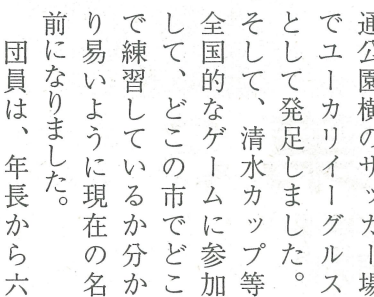 通公園横のサッカー場
でユーカリイーグルス
として発足しました。
そして、清水カップ等
全国的なゲームに参加
して、どこの市でどこ
で練習しているか分か
り易いように現在の名
前になりました。
団員は、年長から六